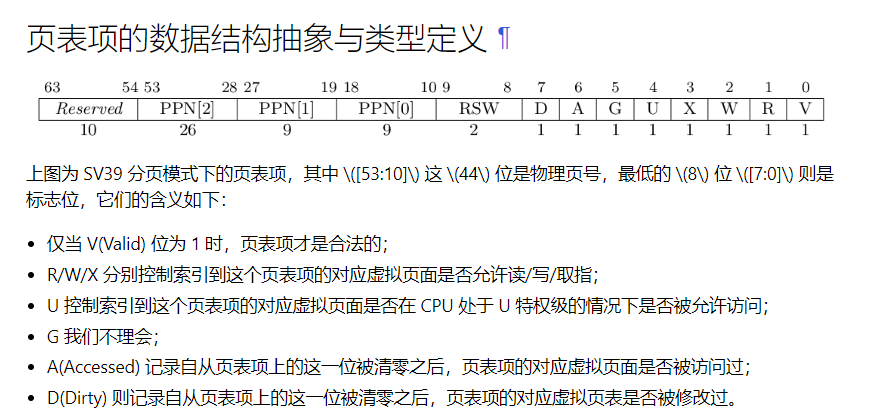 页表项的数据结构抽象与类型定义 ¶
63 54 53 28 27 19 18 10 9 8 7 6 5 4 3 2 1 0
Reserved PPN[2] PPN[1] PPN[0] RSW D A G U X W R V
10 26 9 9 2 1 1 1 1 1 1 1 1
上图为 SV39 分页模式下的页表项，其中 \([53:10]\) 这 \(44\) 位是物理页号，最低的 \(8\) 位 \([7:0]\) 则是
标志位，它们的含义如下：
• 仅当 V(Valid) 位为 1 时，页表项才是合法的；
• R/W/X 分别控制索引到这个页表项的对应虚拟页面是否允许读/写/取指；
• U 控制索引到这个页表项的对应虚拟页面是否在 CPU 处于 U 特权级的情况下是否被允许访问；
• G 我们不理会；
• A(Accessed) 记录自从页表项上的这一位被清零之后，页表项的对应虚拟页面是否被访问过；
• D(Dirty) 则记录自从页表项上的这一位被清零之后，页表项的对应虚拟页表是否被修改过。